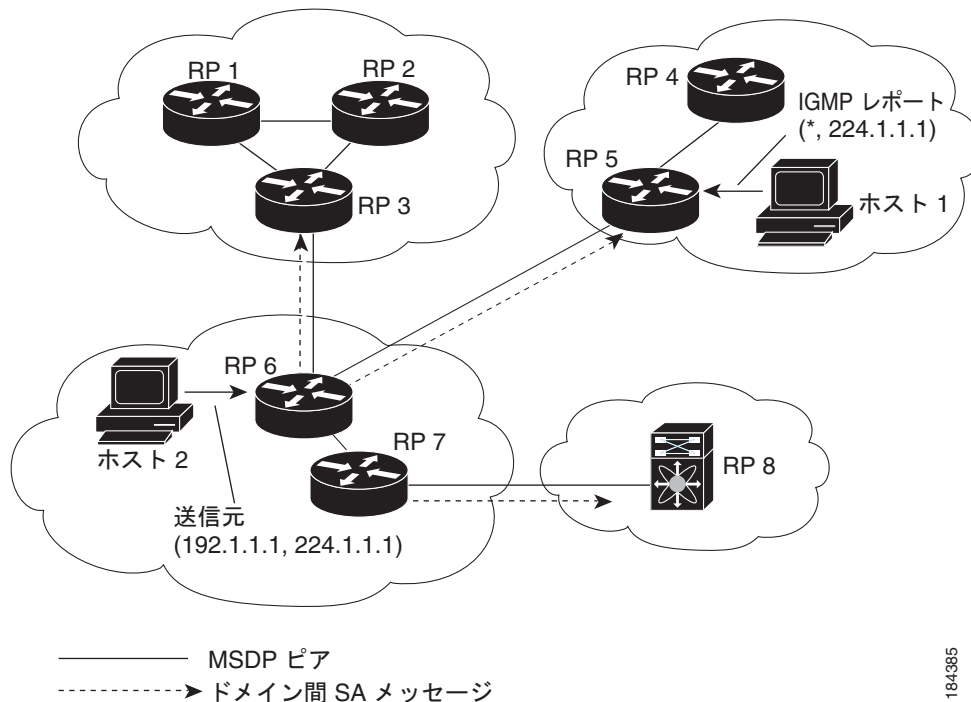 RP 1
RP 2
RP 3
RP 4
IGMP レポート
(*, 224.1.1.1)
RP 5
ホスト 1
RP 6
ホスト 2
RP 7
RP 8
送信元
(192.1.1.1, 224.1.1.1)
MSDP ピア
ドメイン間 SA メッセージ
184385